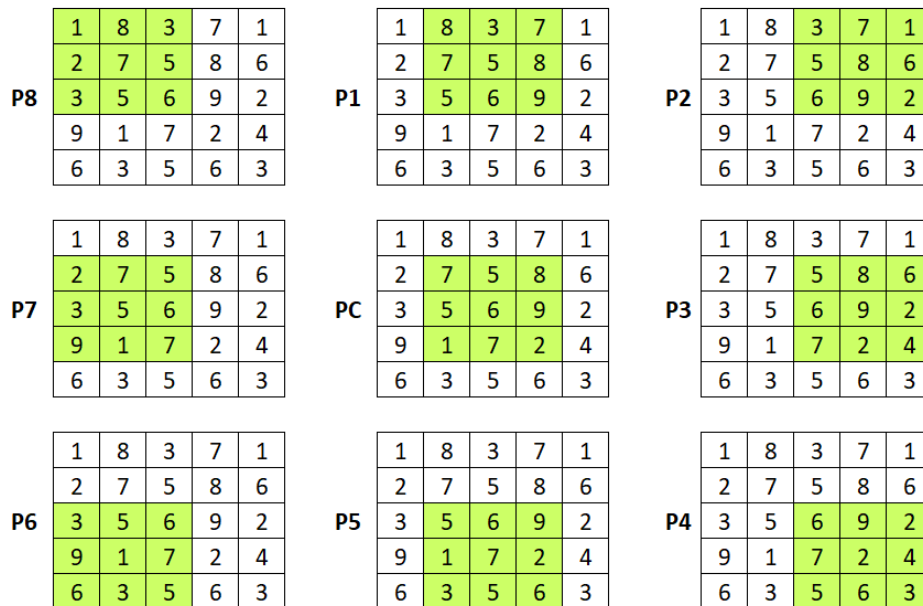 1 8 3 7 1 1 8 3 7 1 1 8 3 7 1
2 7 5 8 6 2 7 5 8 6 2 7 5 8 6
P8 3 5 6 9 2 P1 3 5 6 9 2 P2 3 5 6 9 2
9 1 7 2 4 9 1 7 2 4 9 1 7 2 4
6 3 5 6 3 6 3 5 6 3 6 3 5 6 3
1 8 3 7 1 1 8 3 7 1 1 8 3 7 1
2 7 5 8 6 2 7 5 8 6 2 7 5 8 6
P7 3 5 6 9 2 PC 3 5 6 9 2 P3 3 5 6 9 2
9 1 7 2 4 9 1 7 2 4 9 1 7 2 4
6 3 5 6 3 6 3 5 6 3 6 3 5 6 3
1 8 3 7 1 1 8 3 7 1 1 8 3 7 1
2 7 5 8 6 2 7 5 8 6 2 7 5 8 6
P6 3 5 6 9 2 P5 3 5 6 9 2 P4 3 5 6 9 2
9 1 7 2 4 9 1 7 2 4 9 1 7 2 4
6 3 5 6 3 6 3 5 6 3 6 3 5 6 3